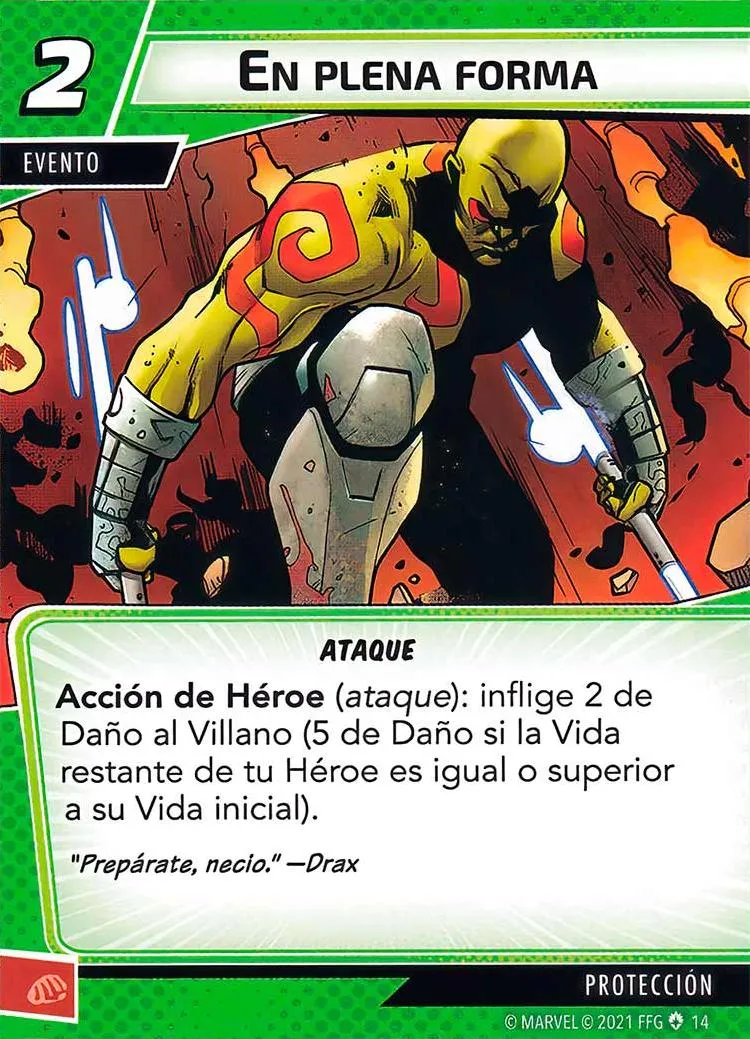 2
EN PLENA FORMA
EVENTO
ATAQUE
Acción de Héroe (ataque): inflige 2 de
Daño al Villano (5 de Daño si la Vida
restante de tu Héroe es igual o superior
a su Vida inicial).
"Prepárate, necio." —Drax
PROTECCIÓN
© MARVEL © 2021 FFG 14